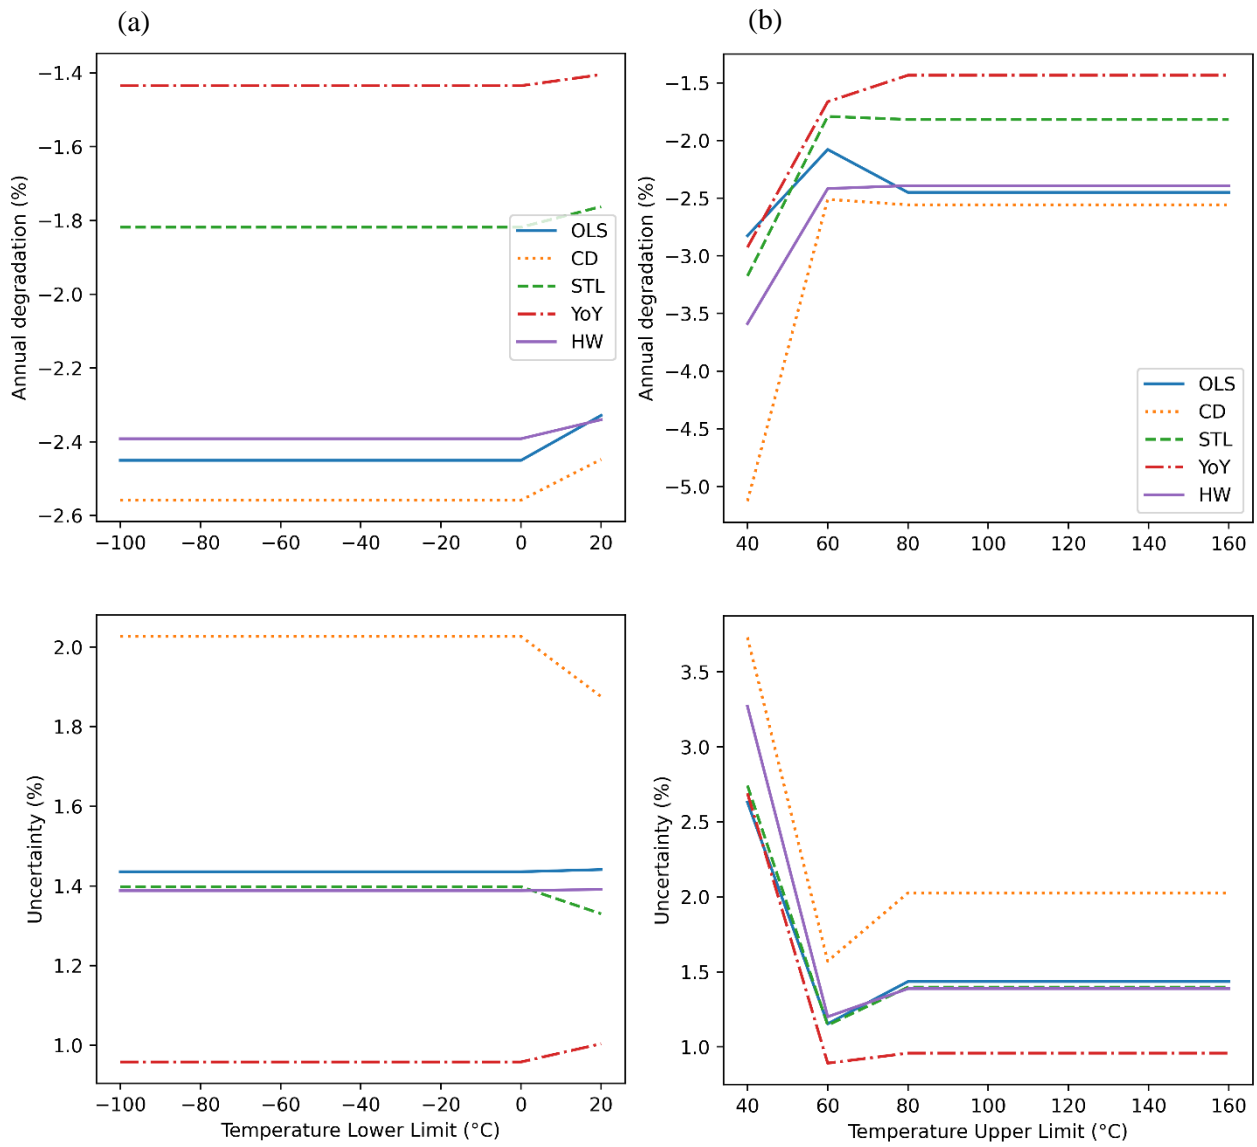 (a)
(b)
Annual degradation (%)
−1.4
−1.6
−1.8
−2.0
−2.2
−2.4
−2.6
OLS
CD
STL
YoY
HW
−100 −80 −60 −40 −20 0 20
Annual degradation (%)
−1.5
−2.0
−2.5
−3.0
−3.5
−4.0
−4.5
−5.0
OLS
CD
STL
YoY
HW
40 60 80 100 120 140 160
Uncertainty (%)
2.0
1.8
1.6
1.4
1.2
1.0
−100 −80 −60 −40 −20 0 20
Temperature Lower Limit (°C)
Uncertainty (%)
3.5
3.0
2.5
2.0
1.5
1.0
40 60 80 100 120 140 160
Temperature Upper Limit (°C)